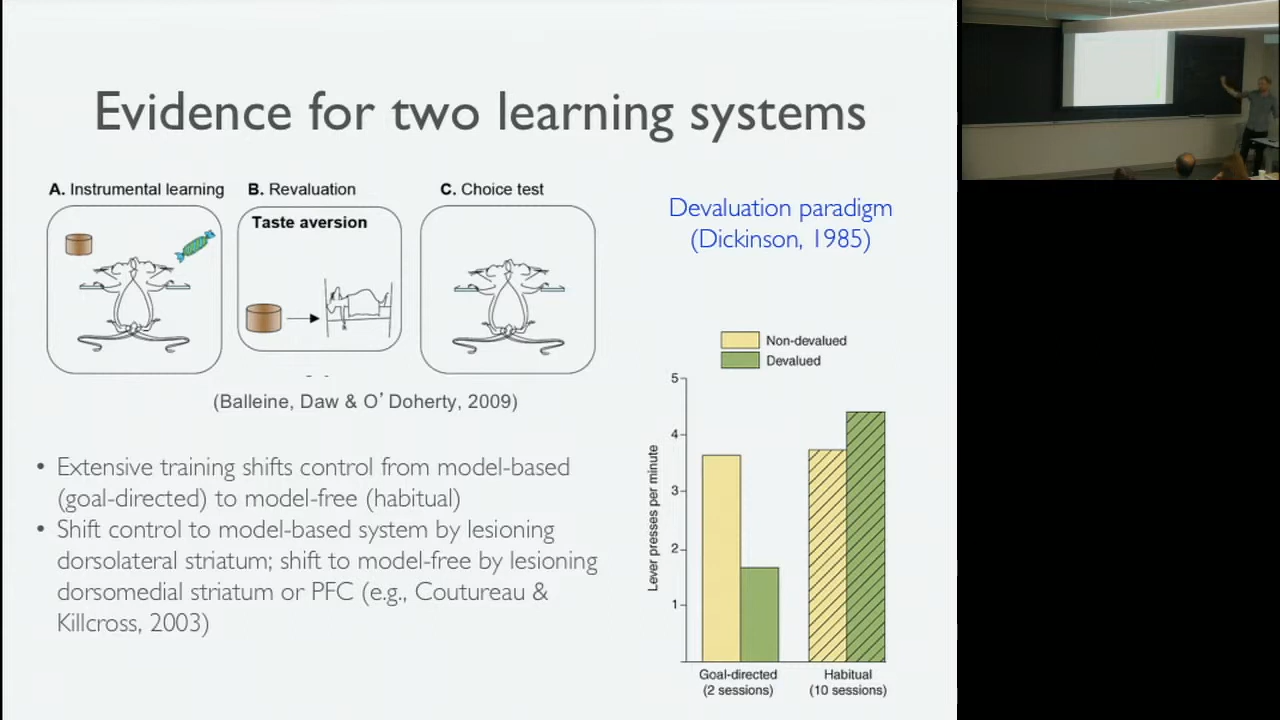 Evidence for two learning systems
A. Instrumental learning
B. Revaluation
C. Choice test
Taste aversion
(Balleine, Daw & O'Doherty, 2009)
Devaluation paradigm
(Dickinson, 1985)
• Extensive training shifts control from model-based
(goal-directed) to model-free (habitual)
• Shift control to model-based system by lesioning
dorsolateral striatum; shift to model-free by lesioning
dorsomedial striatum or PFC (e.g., Coutureau &
Killcross, 2003)
Non-devalued
Devalued
Lever presses per minute
5
4
3
2
1
Goal-directed
(2 sessions)
Habitual
(10 sessions)